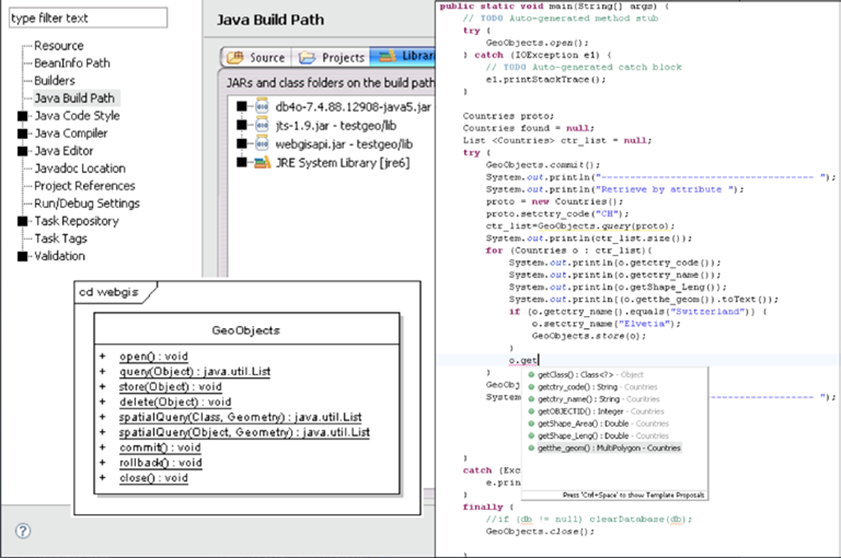 type filter text
Resource
BeanInfo Path
Builders
Java Build Path
Java Code Style
Java Compiler
Java Editor
Javadoc Location
Project References
Run/Debug Settings
Task Repository
Task Tags
Validation
Java Build Path
Source Projects Librari
JARs and class folders on the build path
db4o-7.4.88.12908-java5.jar
jts-1.9.jar - testgeo/lib
webgisapi.jar - testgeo/lib
JRE System Library [jre6]
cd webgis
GeoObjects
+ open() : void
+ query(Object) : java.util.List
+ store(Object) : void
+ delete(Object) : void
+ spatialQuery(Class, Geometry) : java.util.List
+ spatialQuery(Object, Geometry) : java.util.List
+ commit() : void
+ rollback() : void
+ close() : void
?
public static void main(String[] args) {
// TODO Auto-generated method stub
try {
GeoObjects.open();
} catch (IOException e1) {
// TODO Auto-generated catch block
e1.printStackTrace();
}
Countries proto;
Countries found = null;
List <Countries> ctr_list = null;
try {
GeoObjects.commit();
System.out.println("------------------------------------- ");
System.out.println("Retrieve by attribute ");
proto = new Countries();
proto.setctry_code("CH");
ctr_list=GeoObjects.query(proto);
System.out.println(ctr_list.size());
for (Countries o : ctr_list){
System.out.println(o.getctry_code());
System.out.println(o.getctry_name());
System.out.println(o.getShape_Leng());
System.out.println((o.getthe_geom()).toText());
if (o.getctry_name().equals("Switzerland")) {
o.setctry_name("Elvetia");
GeoObjects.store(o);
}
o.get
}
GeoO
System
------------------- ");
getClass() : Class<?> - Object
getctry_code() : String - Countries
getctry_name() : String - Countries
getOBJECTID() : Integer - Countries
getShape_Area() : Double - Countries
getShape_Leng() : Double - Countries
getthe_geom() : MultiPolygon - Countries
Press 'Ctrl+Space' to show Template Proposals
}
catch (Exc
e.prin
}
finally {
//if (db != null) clearDatabase(db);
GeoObjects.close();
}